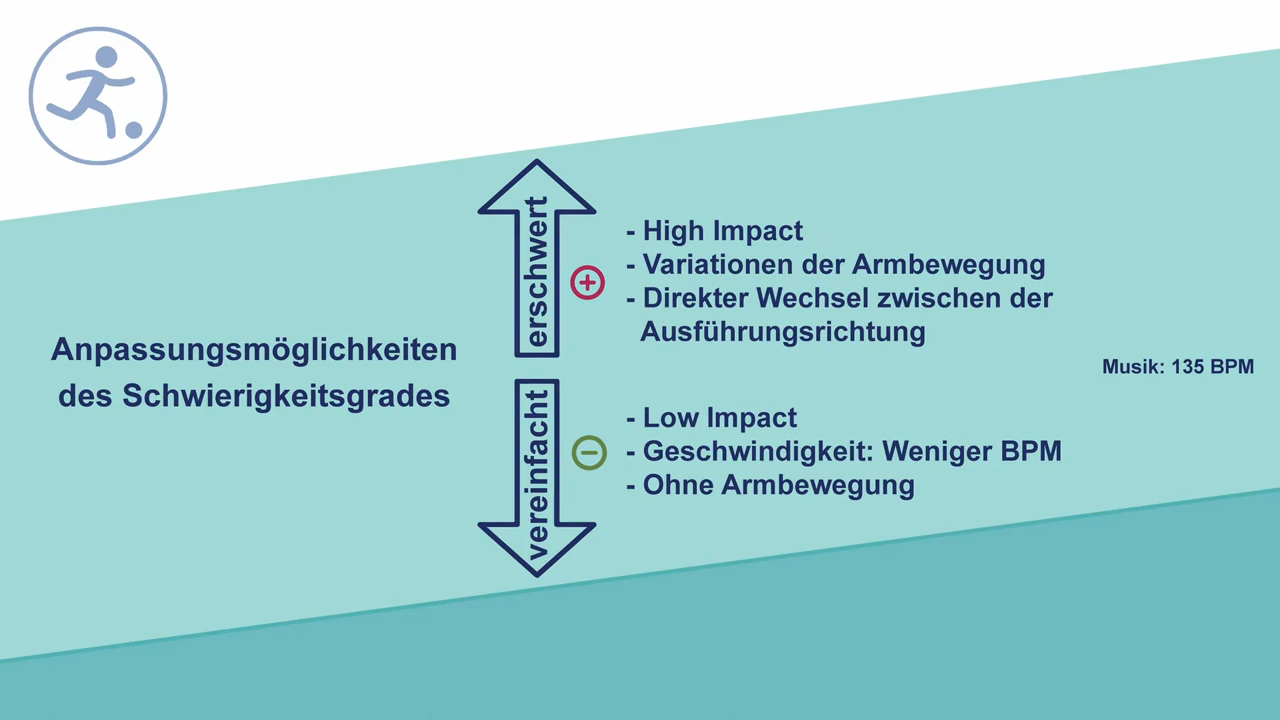 Anpassungsmöglichkeiten
des Schwierigkeitsgrades
erschwert
- High Impact
- Variationen der Armbewegung
- Direkter Wechsel zwischen der
Ausführungsrichtung
Musik: 135 BPM
vereinfacht
- Low Impact
- Geschwindigkeit: Weniger BPM
- Ohne Armbewegung